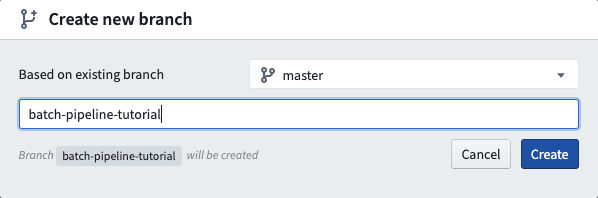 Create new branch
Based on existing branch master
batch-pipeline-tutorial
Branch batch-pipeline-tutorial will be created
Cancel Create